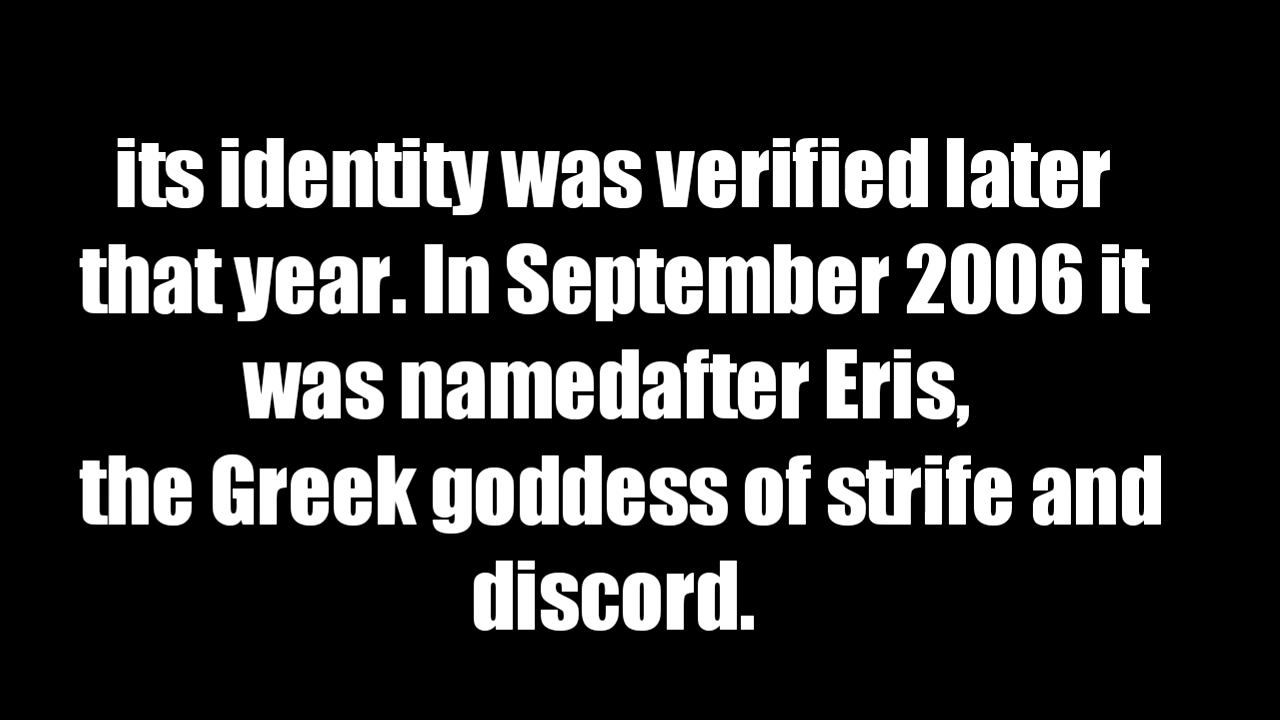 its identity was verified later
that year. In September 2006 it
was namedafter Eris,
the Greek goddess of strife and
discord.